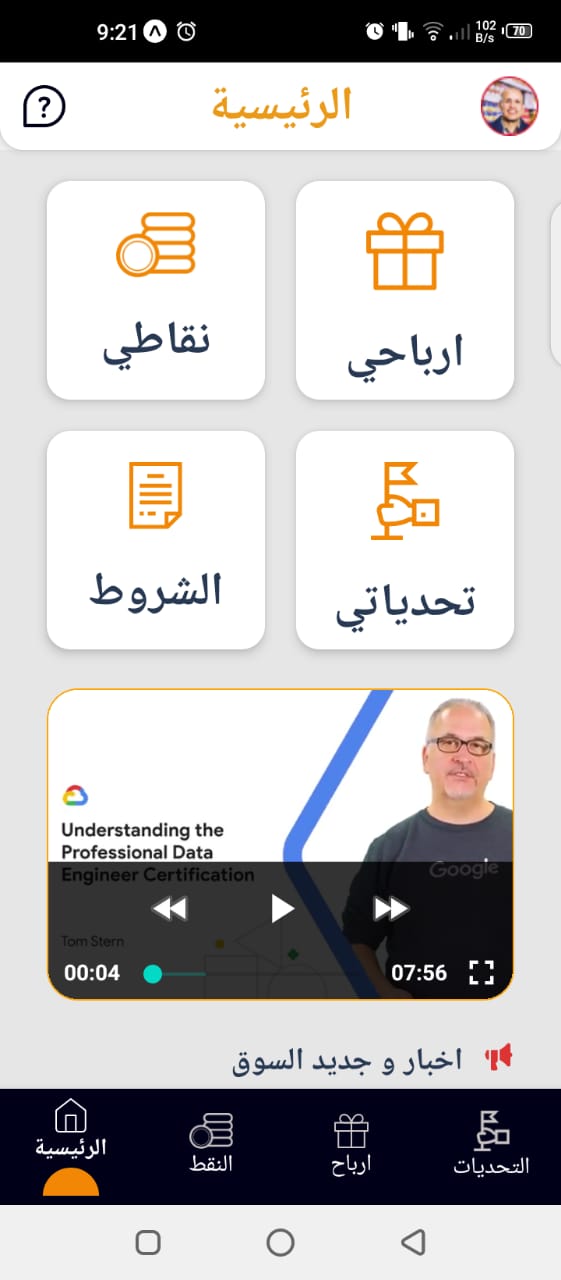 9:21
102
B/s
70
الرئيسية
?
ارباحي
نقاطي
تحدياتي
الشروط
Understanding the
Professional Data
Engineer Certification
Google
Tom Stern
00:04
07:56
اخبار و جديد السوق
التحديات
ارباح
النقط
الرئيسية